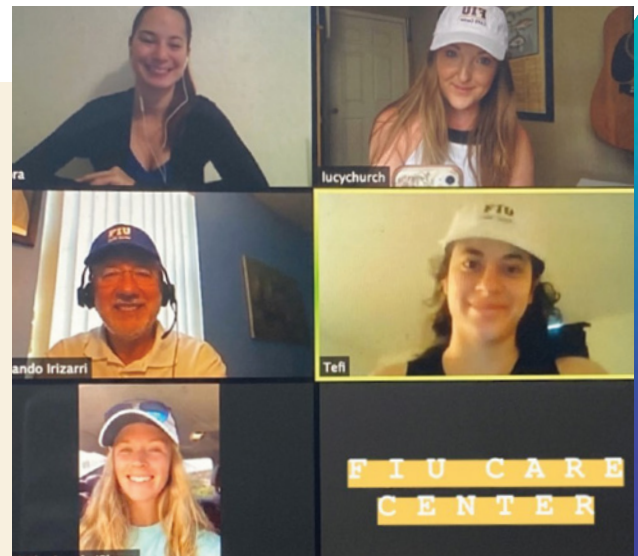 ra
FIU
lucychurch
FIU
ando Irizarri
FIU
Tefi
FIU CARE
CENTER